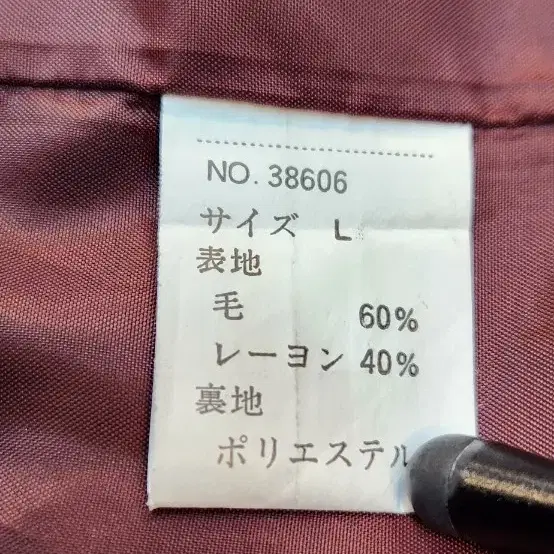 NO. 38606
サイズ L
表地
毛 60%
レーヨン 40%
裏地
ポリエステル